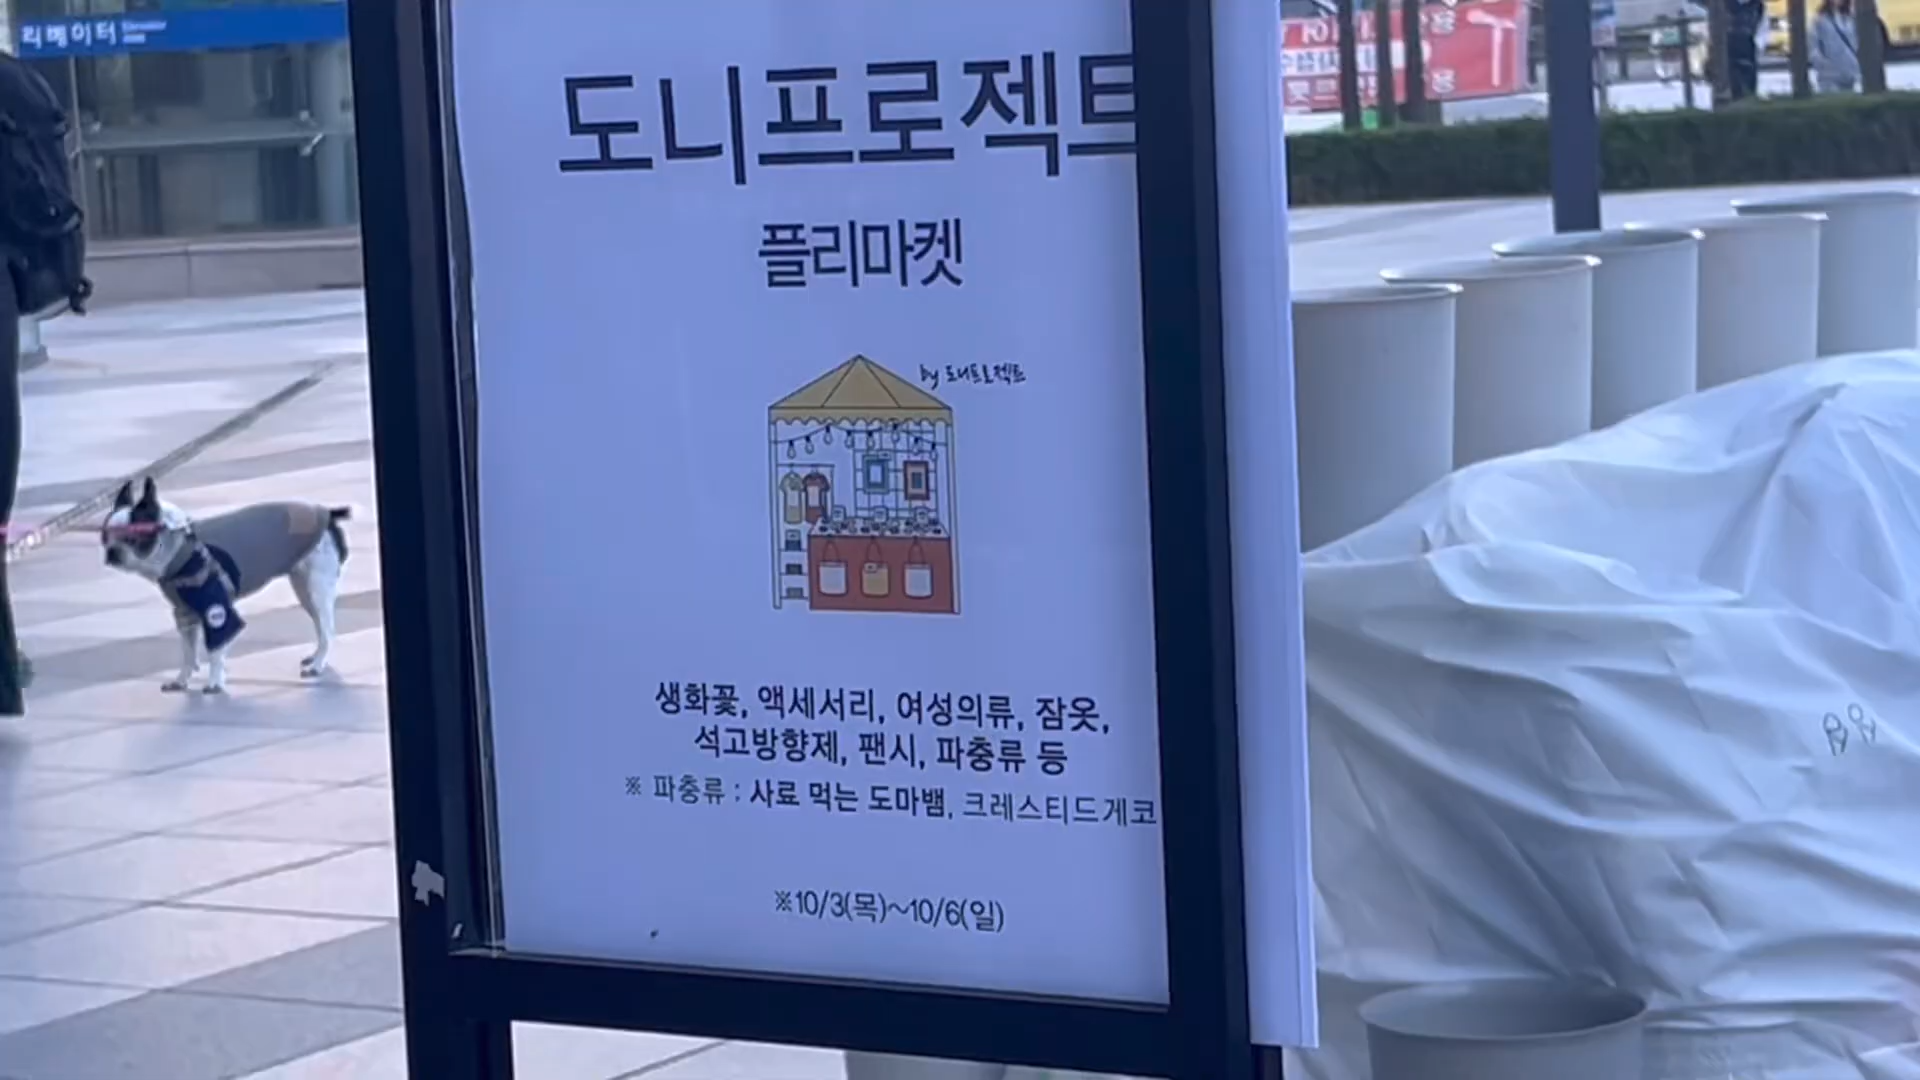 리베이터
도니프로젝트
플리마켓
by 도니프로젝트
생화꽃, 액세서리, 여성의류, 잠옷,
석고방향제, 팬시, 파충류 등
※ 파충류 : 사료 먹는 도마뱀, 크레스티드게코
※10/3(목)~10/6(일)